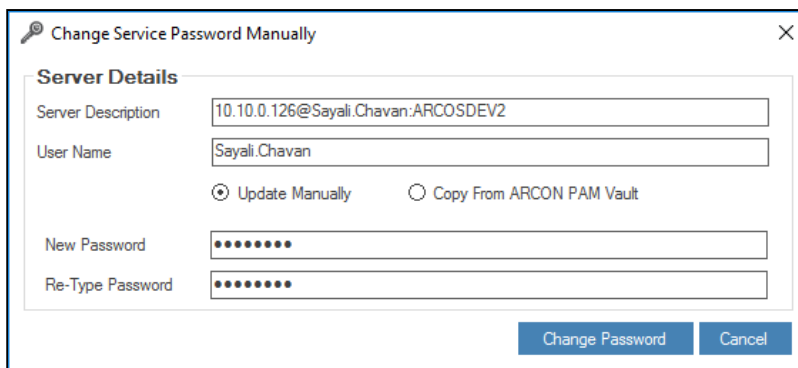 Change Service Password Manually
Server Details
Server Description 10.10.0.126@Sayali.Chavan:ARCOSDEV2
User Name Sayali.Chavan
Update Manually Copy From ARCON PAM Vault
New Password ••••••••
Re-Type Password ••••••••
Change Password Cancel